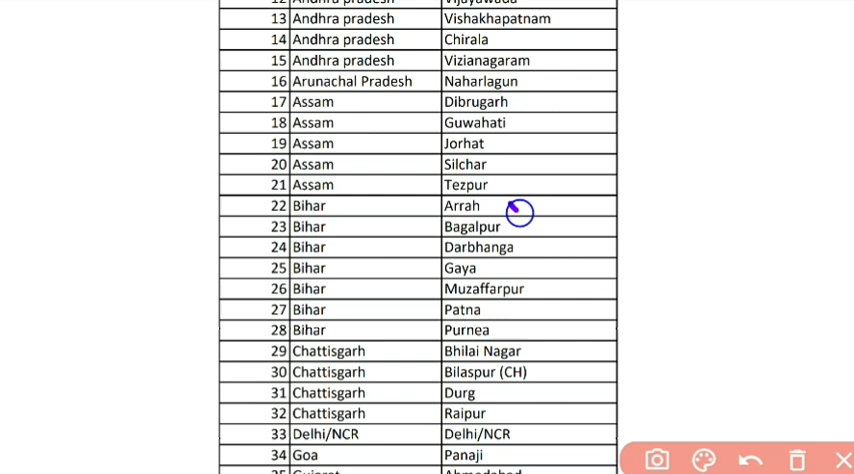 13 Andhra pradesh Vishakhapatnam
14 Andhra pradesh Chirala
15 Andhra pradesh Vizianagaram
16 Arunachal Pradesh Naharlagun
17 Assam Dibrugarh
18 Assam Guwahati
19 Assam Jorhat
20 Assam Silchar
21 Assam Tezpur
22 Bihar Arrah
23 Bihar Bagalpur
24 Bihar Darbhanga
25 Bihar Gaya
26 Bihar Muzaffarpur
27 Bihar Patna
28 Bihar Purnea
29 Chattisgarh Bhilai Nagar
30 Chattisgarh Bilaspur (CH)
31 Chattisgarh Durg
32 Chattisgarh Raipur
33 Delhi/NCR Delhi/NCR
34 Goa Panaji